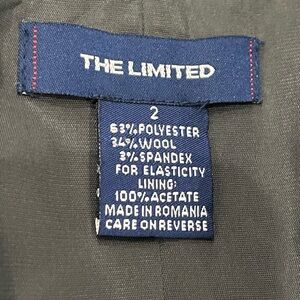 THE LIMITED
2
63%POLYESTER
34%WOOL
3%SPANDEX
FOR ELASTICITY
LINING:
100%ACETATE
MADE IN ROMANIA
CARE ON REVERSE